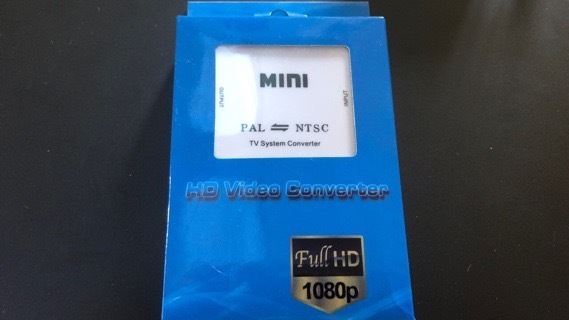 MINI
OUTPUT
INPUT
PAL ⇋ NTSC
TV System Converter
HD Video Converter
Full HD
1080p